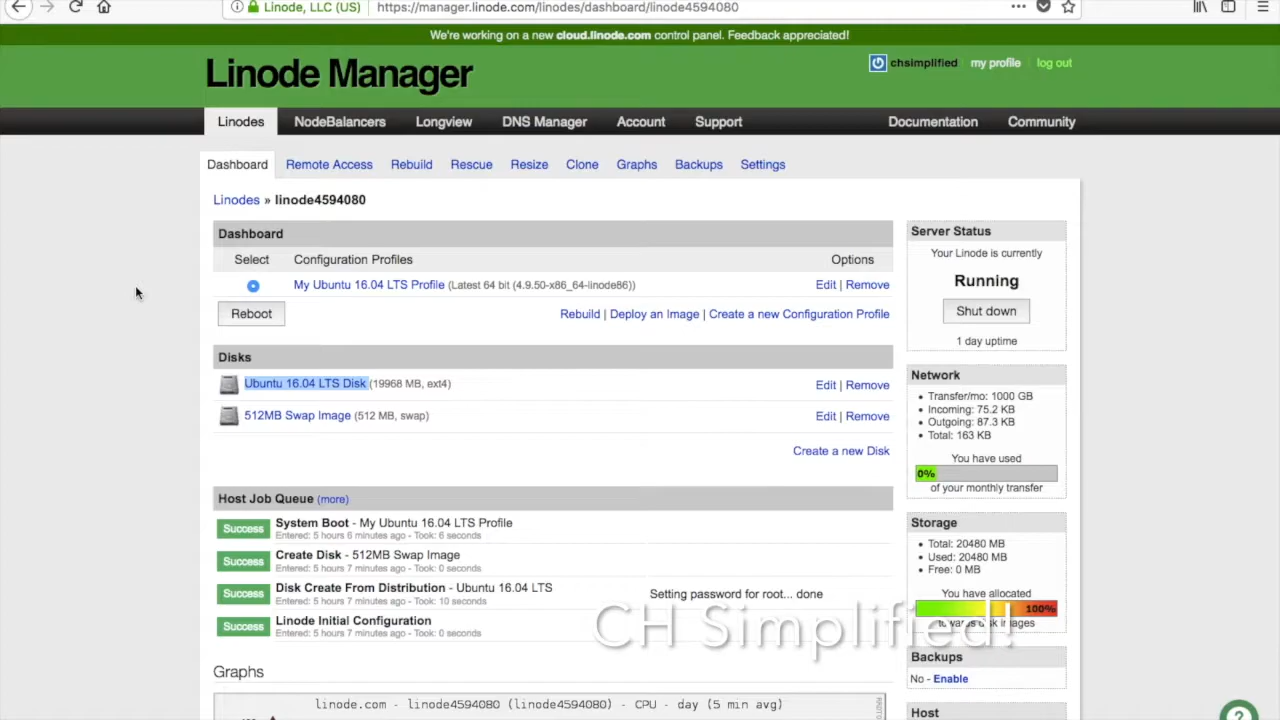 Linode, LLC (US) https://manager.linode.com/linodes/dashboard/linode4594080
We're working on a new cloud.linode.com control panel. Feedback appreciated!
Linode Manager
chsimplified my profile log out
Linodes NodeBalancers Longview DNS Manager Account Support Documentation Community
Dashboard Remote Access Rebuild Rescue Resize Clone Graphs Backups Settings
Linodes » linode4594080
Dashboard
Select Configuration Profiles Options
My Ubuntu 16.04 LTS Profile (Latest 64 bit (4.9.50-x86_64-linode86)) Edit | Remove
Reboot Rebuild | Deploy an Image | Create a new Configuration Profile
Disks
Ubuntu 16.04 LTS Disk (19968 MB, ext4) Edit | Remove
512MB Swap Image (512 MB, swap) Edit | Remove
Create a new Disk
Host Job Queue (more)
Success System Boot - My Ubuntu 16.04 LTS Profile
Entered: 5 hours 6 minutes ago - Took: 6 seconds
Success Create Disk - 512MB Swap Image
Entered: 5 hours 7 minutes ago - Took: 0 seconds
Success Disk Create From Distribution - Ubuntu 16.04 LTS Setting password for root... done
Entered: 5 hours 7 minutes ago - Took: 10 seconds
Success Linode Initial Configuration
Entered: 5 hours 7 minutes ago - Took: 0 seconds
Graphs
linode.com - linode4594080 (linode4594080) - CPU - day (5 min avg)
Server Status
Your Linode is currently
Running
Shut down
1 day uptime
Network
Transfer/mo: 1000 GB
Incoming: 75.2 KB
Outgoing: 87.3 KB
Total: 163 KB
You have used
0%
of your monthly transfer
Storage
Total: 20480 MB
Used: 20480 MB
Free: 0 MB
You have allocated
100%
towards disk images
Backups
No - Enable
Host
CH Simplified!